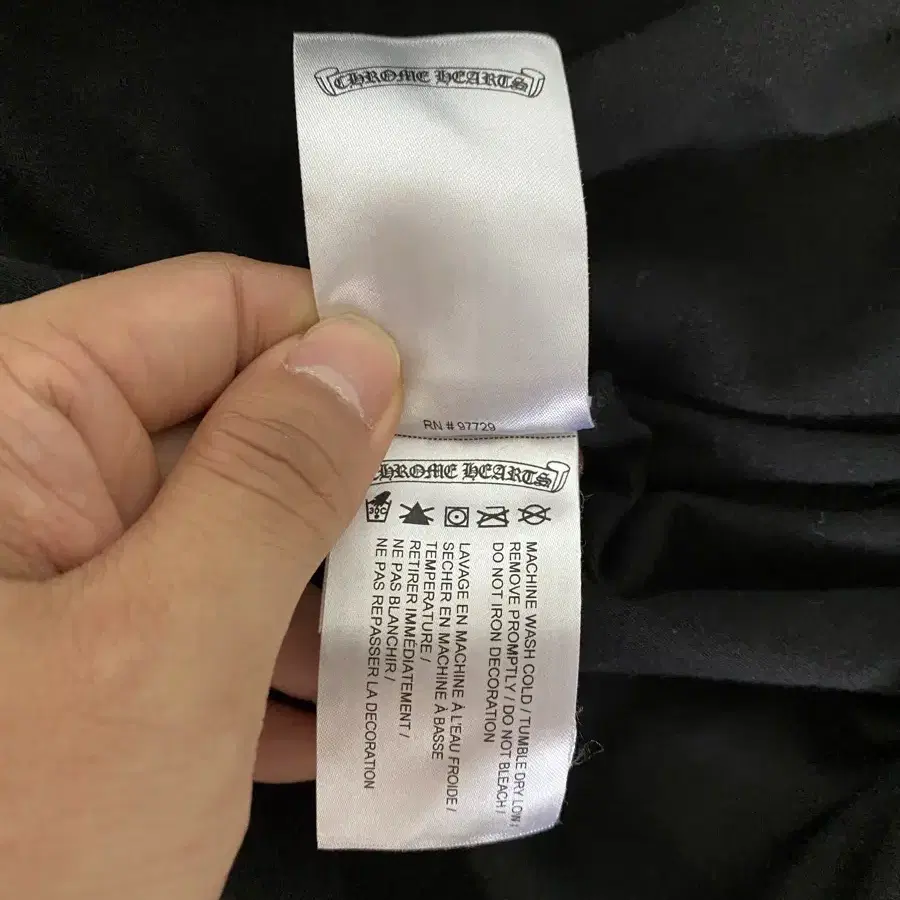 CHROME HEARTS
RN # 97729
CHROME HEARTS
30C
MACHINE WASH COLD / TUMBLE DRY LOW /
REMOVE PROMPTLY / DO NOT BLEACH /
DO NOT IRON DECORATION
LAVAGE EN MACHINE À L'EAU FROIDE /
SECHER EN MACHINE À BASSE
TEMPERATURE /
RETIRER IMMÉDIATEMENT /
NE PAS BLANCHIR /
NE PAS REPASSER LA DECORATION